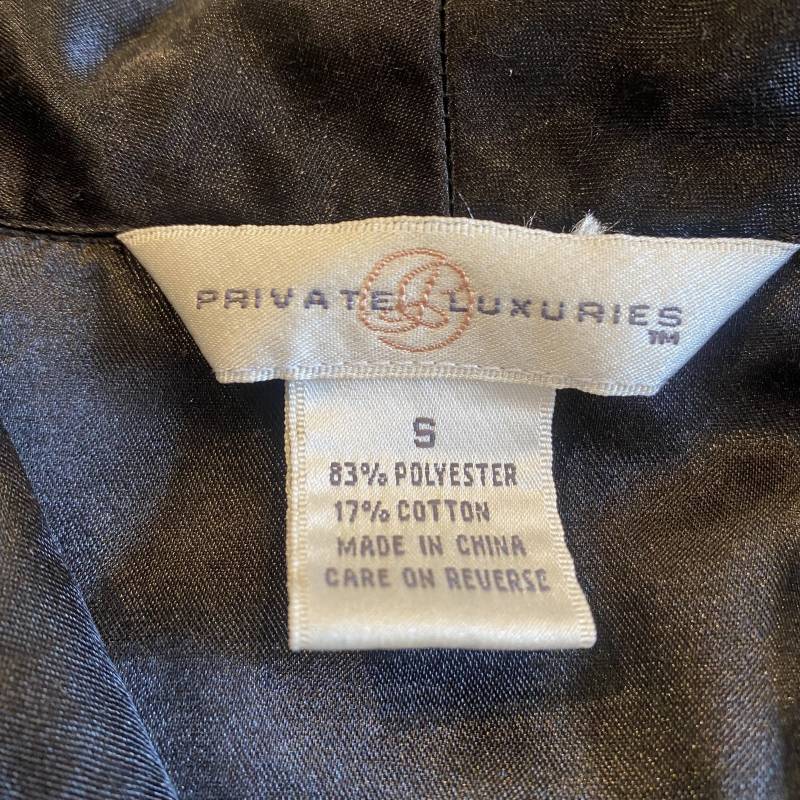 PRIVATE LUXURIES
TM
S
83% POLYESTER
17% COTTON
MADE IN CHINA
CARE ON REVERSE